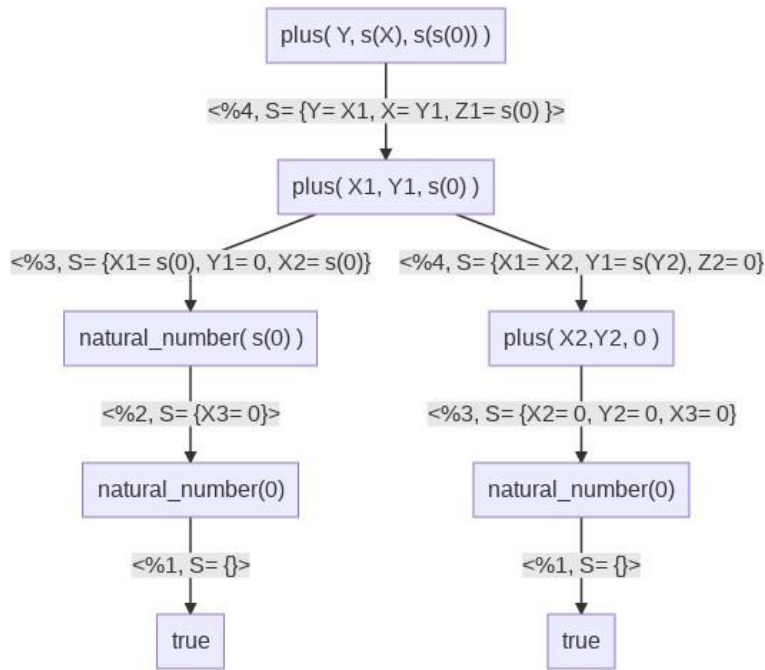 plus( Y, s(X), s(s(0)) )
<%4, S= {Y= X1, X= Y1, Z1= s(0) }>
plus( X1, Y1, s(0) )
<%3, S= {X1= s(0), Y1= 0, X2= s(0)}
<%4, S= {X1= X2, Y1= s(Y2), Z2= 0}
natural_number( s(0) )
plus( X2,Y2, 0 )
<%2, S= {X3= 0}>
<%3, S= {X2= 0, Y2= 0, X3= 0}
natural_number(0)
natural_number(0)
<%1, S= {}>
<%1, S= {}>
true
true